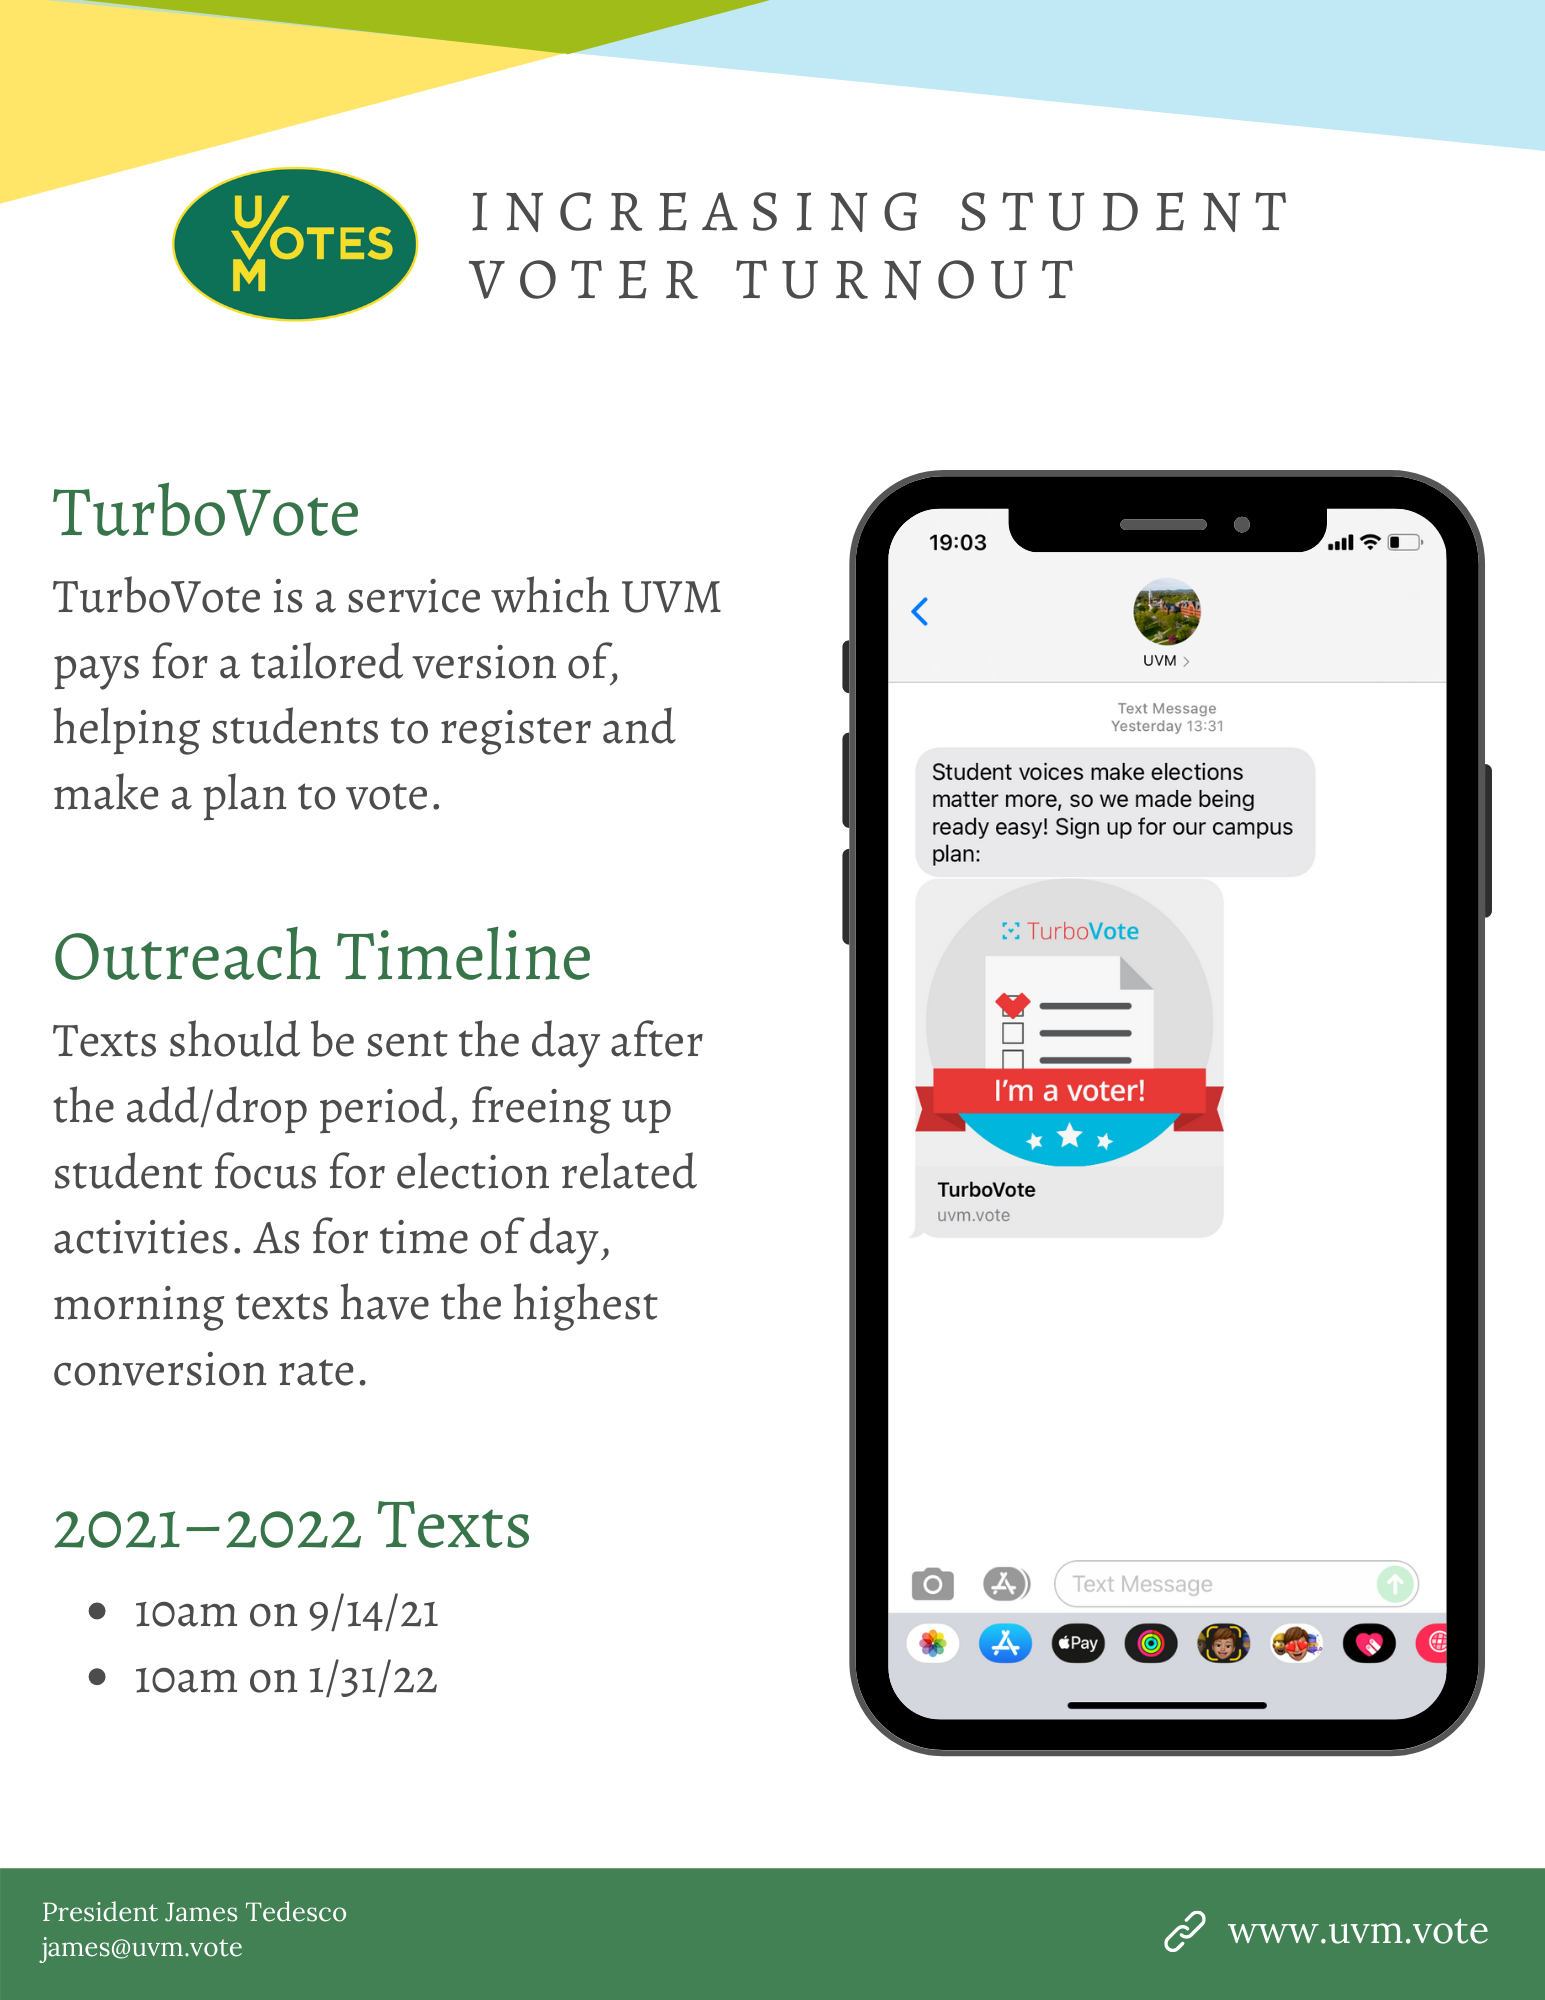 UVM VOTES
INCREASING STUDENT
VOTER TURNOUT
TurboVote
TurboVote is a service which UVM
pays for a tailored version of,
helping students to register and
make a plan to vote.
Outreach Timeline
Texts should be sent the day after
the add/drop period, freeing up
student focus for election related
activities. As for time of day,
morning texts have the highest
conversion rate.
2021–2022 Texts
• 10am on 9/14/21
• 10am on 1/31/22
19:03
UVM
Text Message
Yesterday 13:31
Student voices make elections
matter more, so we made being
ready easy! Sign up for our campus
plan:
TurboVote
I'm a voter!
TurboVote
uvm.vote
Text Message
Pay
President James Tedesco
james@uvm.vote
www.uvm.vote